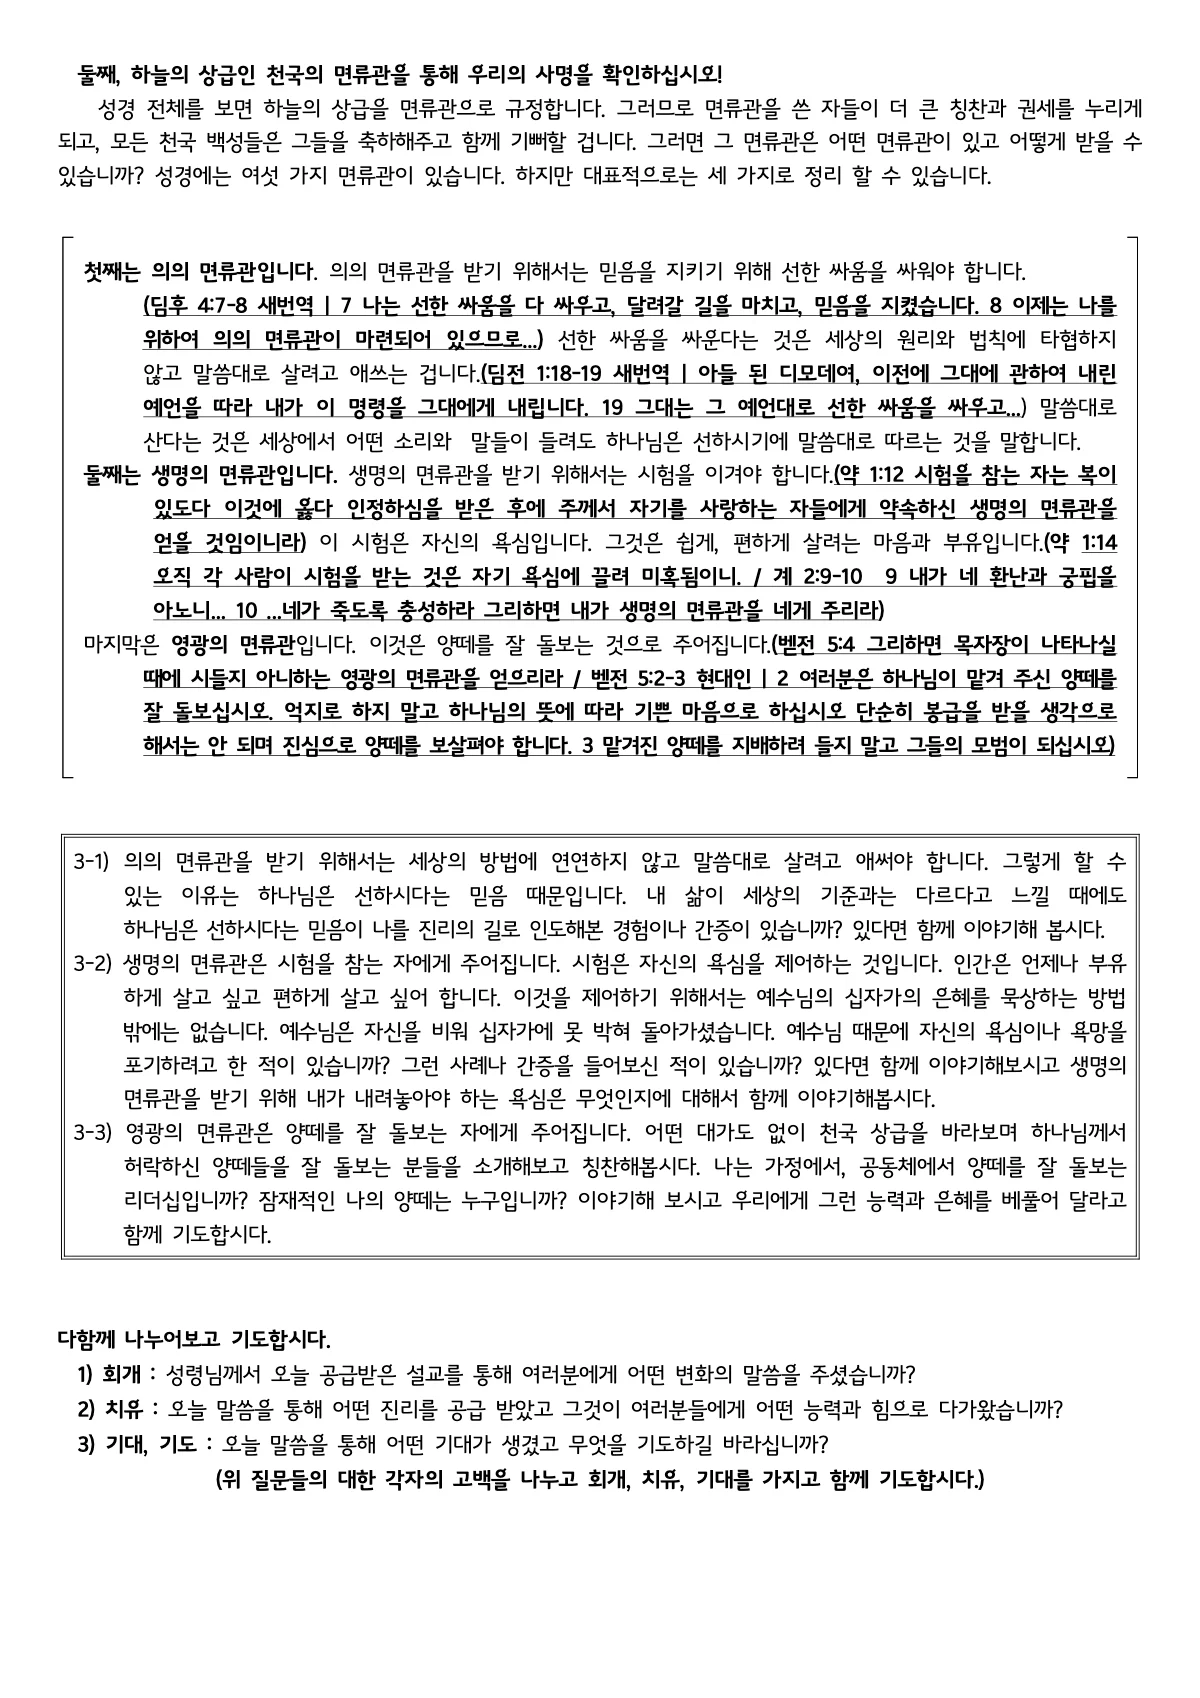 둘째, 하늘의 상급인 천국의 면류관을 통해 우리의 사명을 확인하십시오!
성경 전체를 보면 하늘의 상급을 면류관으로 규정합니다. 그러므로 면류관을 쓴 자들이 더 큰 칭찬과 권세를 누리게
되고, 모든 천국 백성들은 그들을 축하해주고 함께 기뻐할 겁니다. 그러면 그 면류관은 어떤 면류관이 있고 어떻게 받을 수
있습니까? 성경에는 여섯 가지 면류관이 있습니다. 하지만 대표적으로는 세 가지로 정리 할 수 있습니다.
첫째는 의의 면류관입니다. 의의 면류관을 받기 위해서는 믿음을 지키기 위해 선한 싸움을 싸워야 합니다.
(딤후 4:7-8 새번역 | 7 나는 선한 싸움을 다 싸우고, 달려갈 길을 마치고, 믿음을 지켰습니다. 8 이제는 나를
위하여 의의 면류관이 마련되어 있으므로...) 선한 싸움을 싸운다는 것은 세상의 원리와 법칙에 타협하지
않고 말씀대로 살려고 애쓰는 겁니다.(딤전 1:18-19 새번역 | 아들 된 디모데여, 이전에 그대에 관하여 내린
예언을 따라 내가 이 명령을 그대에게 내립니다. 19 그대는 그 예언대로 선한 싸움을 싸우고...) 말씀대로
산다는 것은 세상에서 어떤 소리와 말들이 들려도 하나님은 선하시기에 말씀대로 따르는 것을 말합니다.
둘째는 생명의 면류관입니다. 생명의 면류관을 받기 위해서는 시험을 이겨야 합니다.(약 1:12 시험을 참는 자는 복이
있도다 이것에 옳다 인정하심을 받은 후에 주께서 자기를 사랑하는 자들에게 약속하신 생명의 면류관을
얻을 것임이니라) 이 시험은 자신의 욕심입니다. 그것은 쉽게, 편하게 살려는 마음과 부유입니다.(약 1:14
오직 각 사람이 시험을 받는 것은 자기 욕심에 끌려 미혹됨이니. / 계 2:9-10 9 내가 네 환난과 궁핍을
아노니... 10 ...네가 죽도록 충성하라 그리하면 내가 생명의 면류관을 네게 주리라)
마지막은 영광의 면류관입니다. 이것은 양떼를 잘 돌보는 것으로 주어집니다.(벧전 5:4 그리하면 목자장이 나타나실
때에 시들지 아니하는 영광의 면류관을 얻으리라 / 벧전 5:2-3 현대인 | 2 여러분은 하나님이 맡겨 주신 양떼를
잘 돌보십시오. 억지로 하지 말고 하나님의 뜻에 따라 기쁜 마음으로 하십시오 단순히 봉급을 받을 생각으로
해서는 안 되며 진심으로 양떼를 보살펴야 합니다. 3 맡겨진 양떼를 지배하려 들지 말고 그들의 모범이 되십시오)
3-1) 의의 면류관을 받기 위해서는 세상의 방법에 연연하지 않고 말씀대로 살려고 애써야 합니다. 그렇게 할 수
있는 이유는 하나님은 선하시다는 믿음 때문입니다. 내 삶이 세상의 기준과는 다르다고 느낄 때에도
하나님은 선하시다는 믿음이 나를 진리의 길로 인도해본 경험이나 간증이 있습니까? 있다면 함께 이야기해 봅시다.
3-2) 생명의 면류관은 시험을 참는 자에게 주어집니다. 시험은 자신의 욕심을 제어하는 것입니다. 인간은 언제나 부유
하게 살고 싶고 편하게 살고 싶어 합니다. 이것을 제어하기 위해서는 예수님의 십자가의 은혜를 묵상하는 방법
밖에는 없습니다. 예수님은 자신을 비워 십자가에 못 박혀 돌아가셨습니다. 예수님 때문에 자신의 욕심이나 욕망을
포기하려고 한 적이 있습니까? 그런 사례나 간증을 들어보신 적이 있습니까? 있다면 함께 이야기해보시고 생명의
면류관을 받기 위해 내가 내려놓아야 하는 욕심은 무엇인지에 대해서 함께 이야기해봅시다.
3-3) 영광의 면류관은 양떼를 잘 돌보는 자에게 주어집니다. 어떤 대가도 없이 천국 상급을 바라보며 하나님께서
허락하신 양떼들을 잘 돌보는 분들을 소개해보고 칭찬해봅시다. 나는 가정에서, 공동체에서 양떼를 잘 돌보는
리더십입니까? 잠재적인 나의 양떼는 누구입니까? 이야기해 보시고 우리에게 그런 능력과 은혜를 베풀어 달라고
함께 기도합시다.
다함께 나누어보고 기도합시다.
1) 회개 : 성령님께서 오늘 공급받은 설교를 통해 여러분에게 어떤 변화의 말씀을 주셨습니까?
2) 치유 : 오늘 말씀을 통해 어떤 진리를 공급 받았고 그것이 여러분들에게 어떤 능력과 힘으로 다가왔습니까?
3) 기대, 기도 : 오늘 말씀을 통해 어떤 기대가 생겼고 무엇을 기도하길 바라십니까?
(위 질문들의 대한 각자의 고백을 나누고 회개, 치유, 기대를 가지고 함께 기도합시다.)